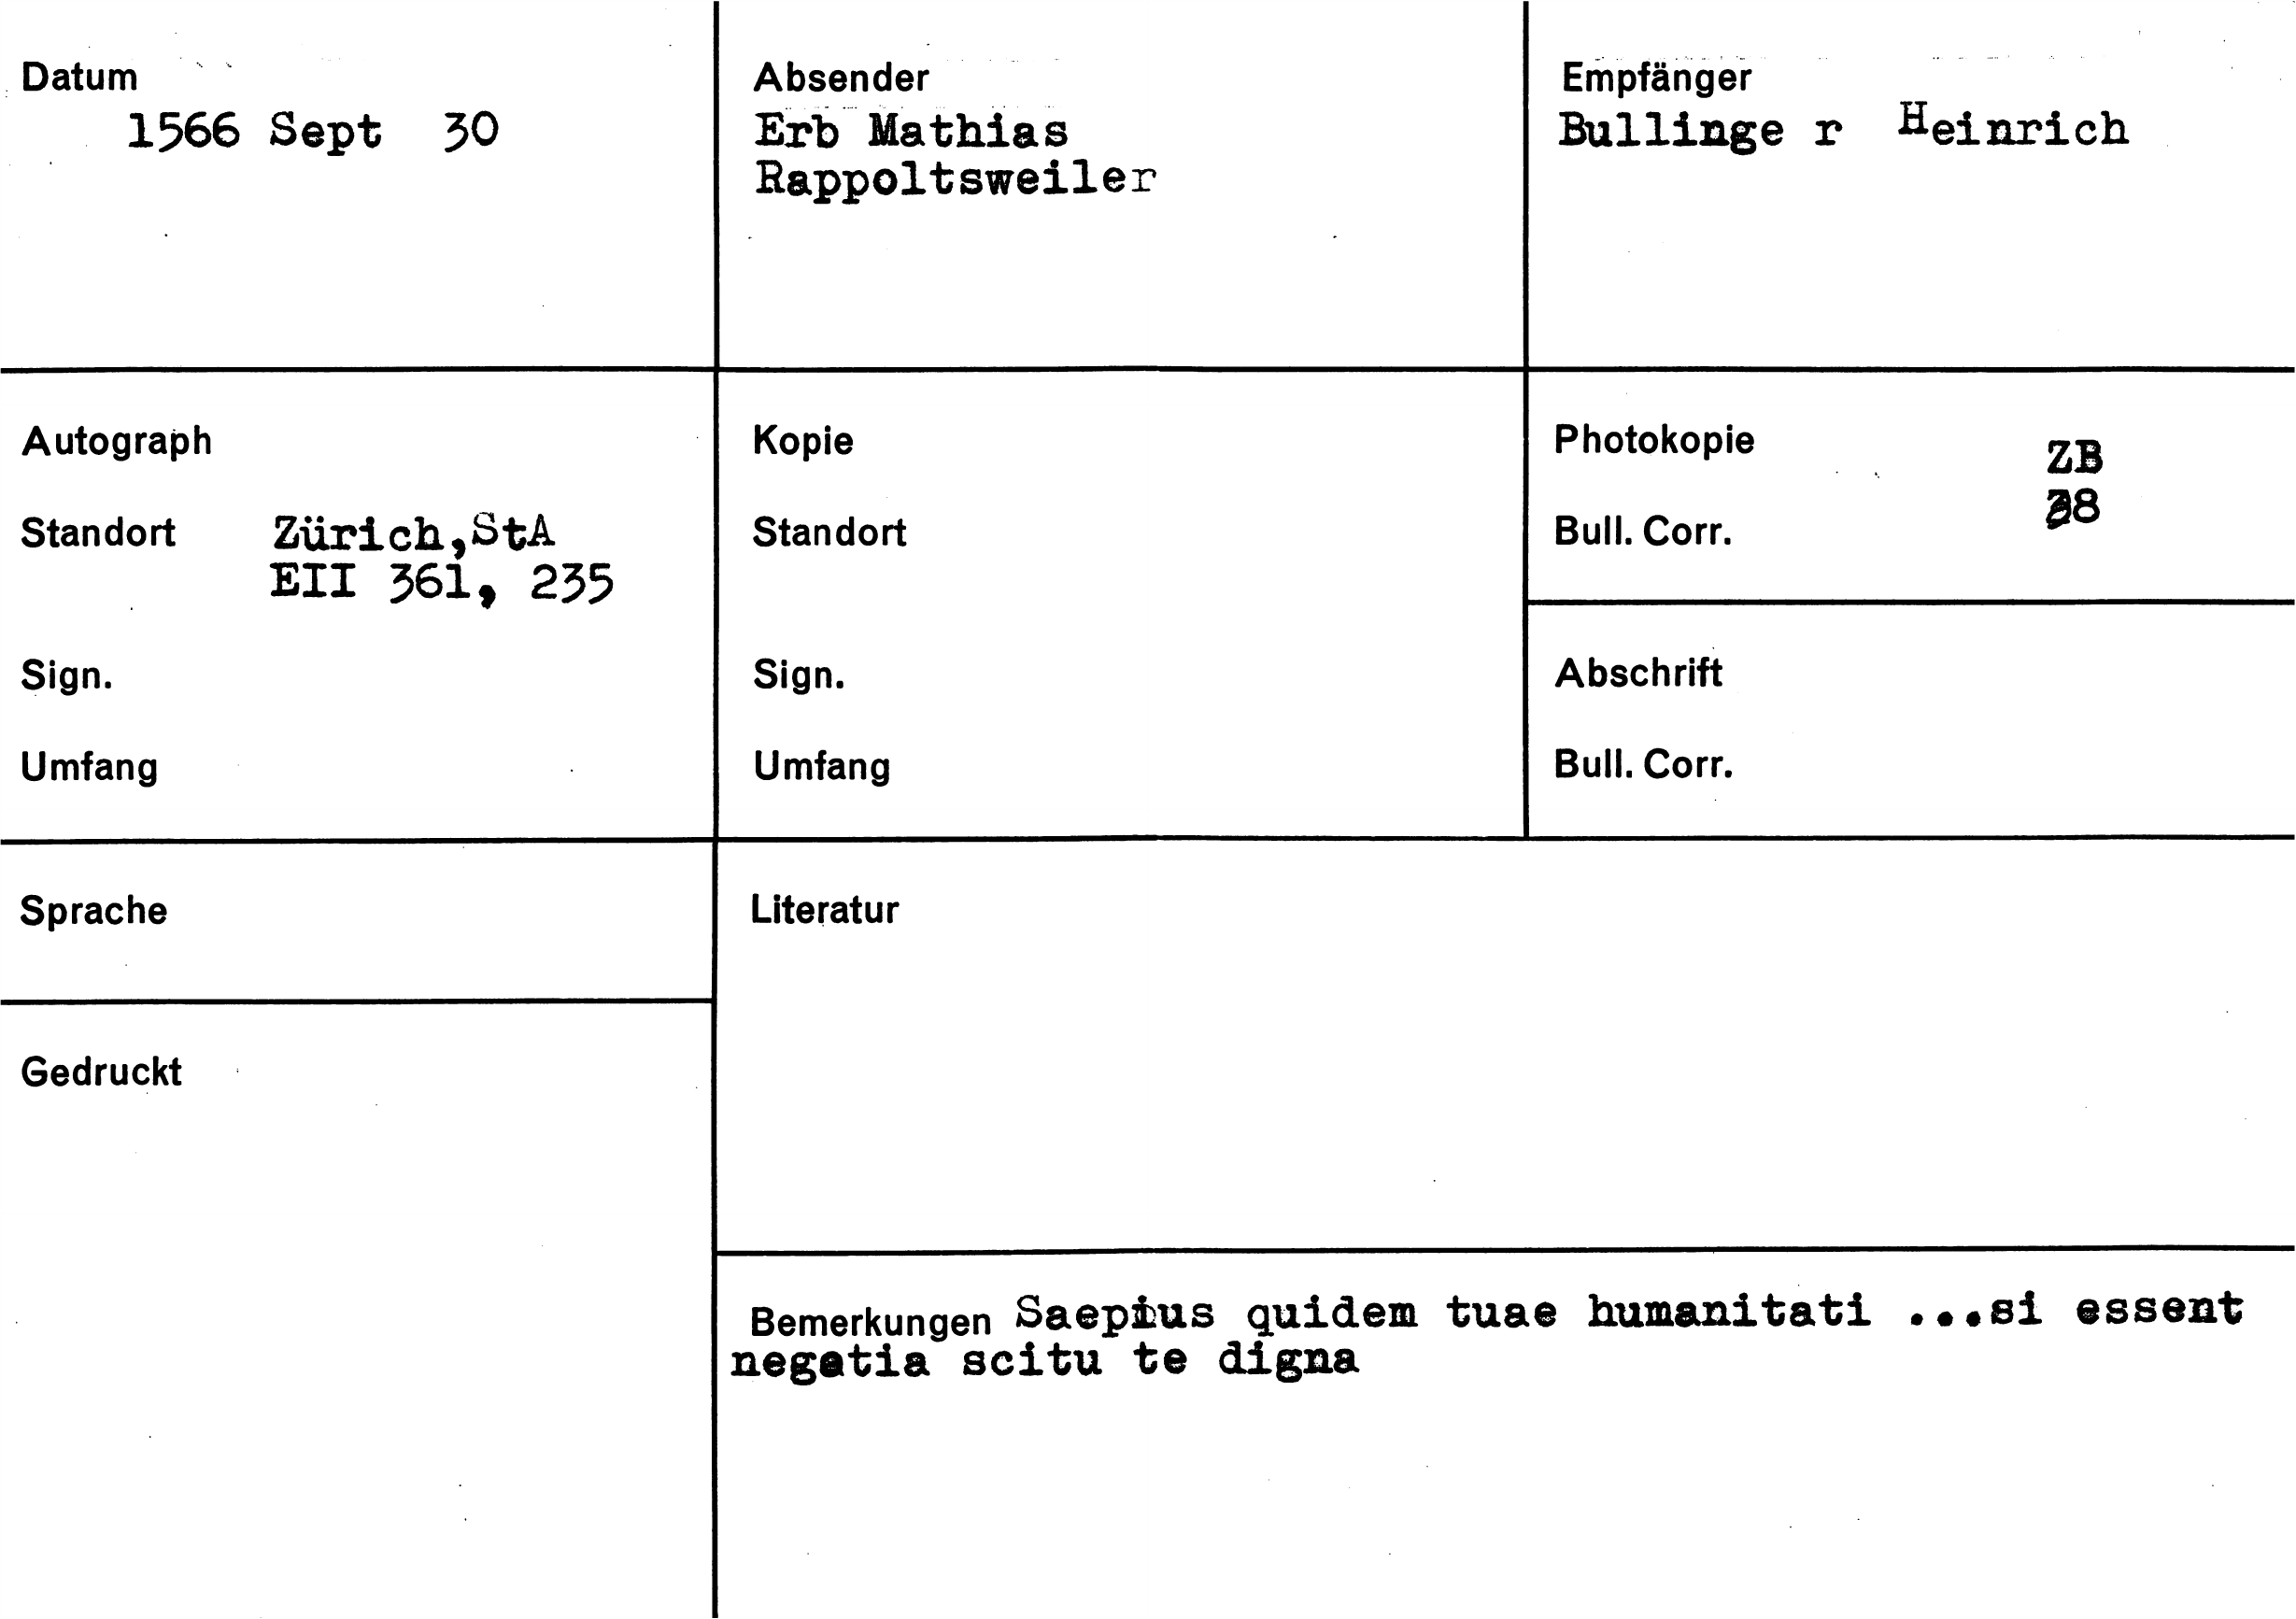 Datum
1566 Sept 30
Absender
Erb Mathias
Rappoltsweiler
Empfänger
Bullinge r Heinrich
Autograph
Standort Zürich,StA
EII 361, 235
Sign.
Umfang
Kopie
Standort
Sign.
Umfang
Photokopie ZB
Bull. Corr. 38
Abschrift
Bull. Corr.
Sprache
Literatur
Gedruckt
Bemerkungen Saepius quidem tuae humanitati ...si essent
negotia scitu te digna